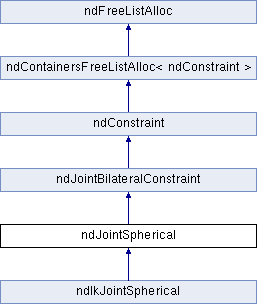 ndFreeListAlloc
ndContainersFreeListAlloc< ndConstraint >
ndConstraint
ndJointBilateralConstraint
ndJointSpherical
ndIkJointSpherical